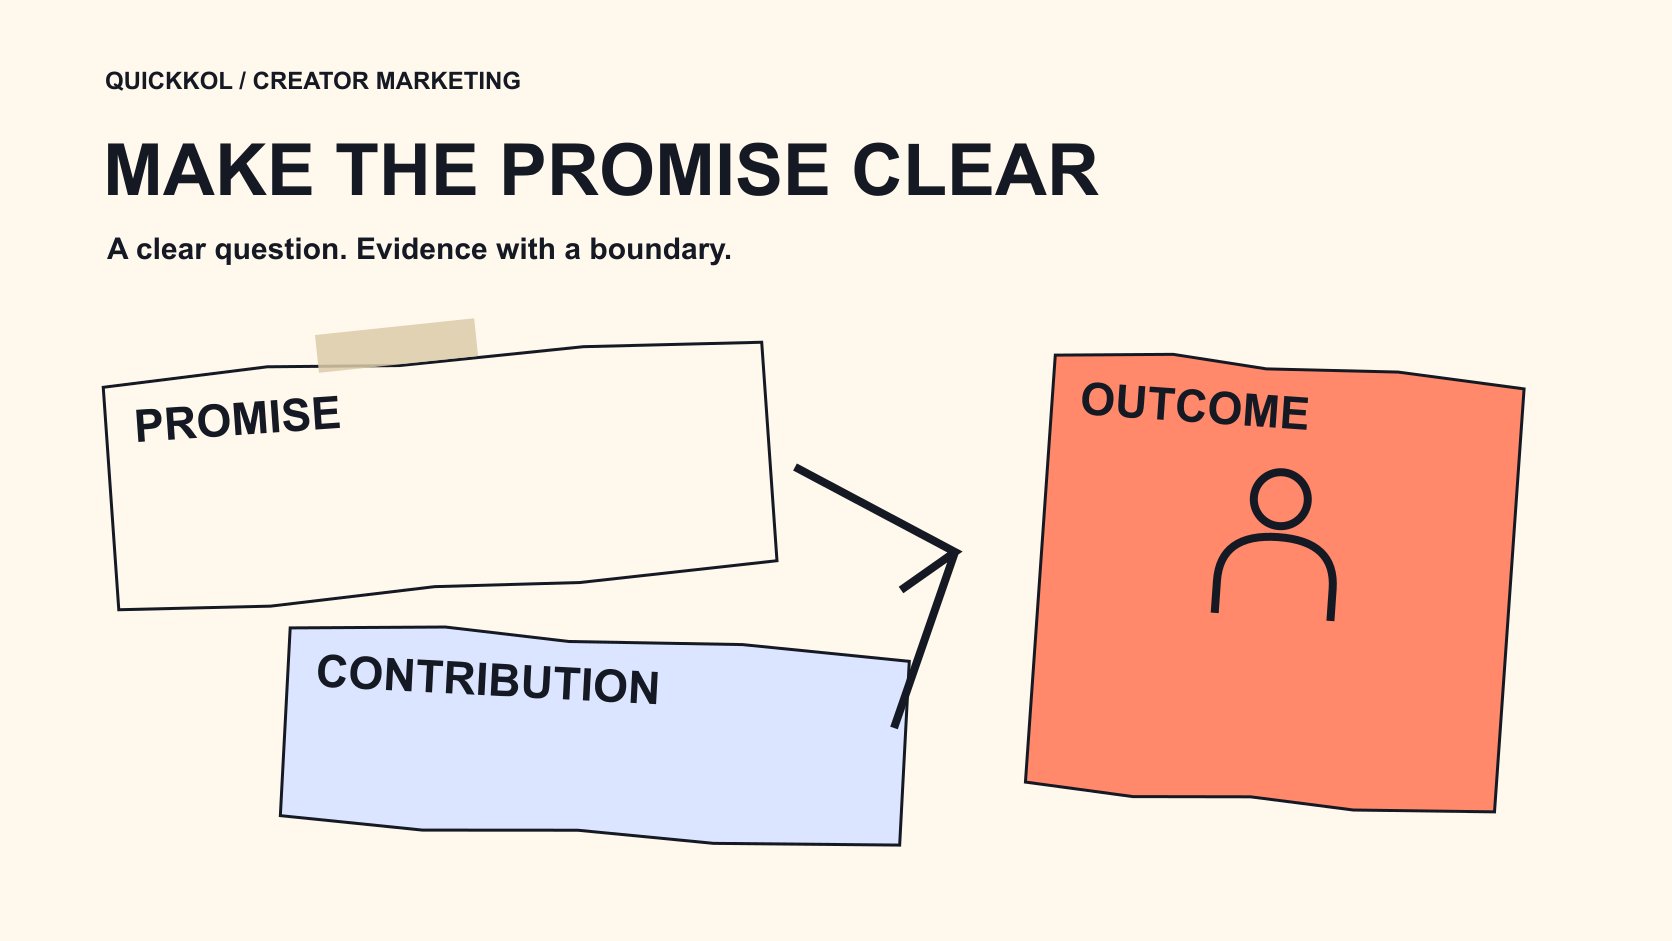 QUICKKOL / CREATOR MARKETING
MAKE THE PROMISE CLEAR
A clear question. Evidence with a boundary.
PROMISE
OUTCOME
CONTRIBUTION